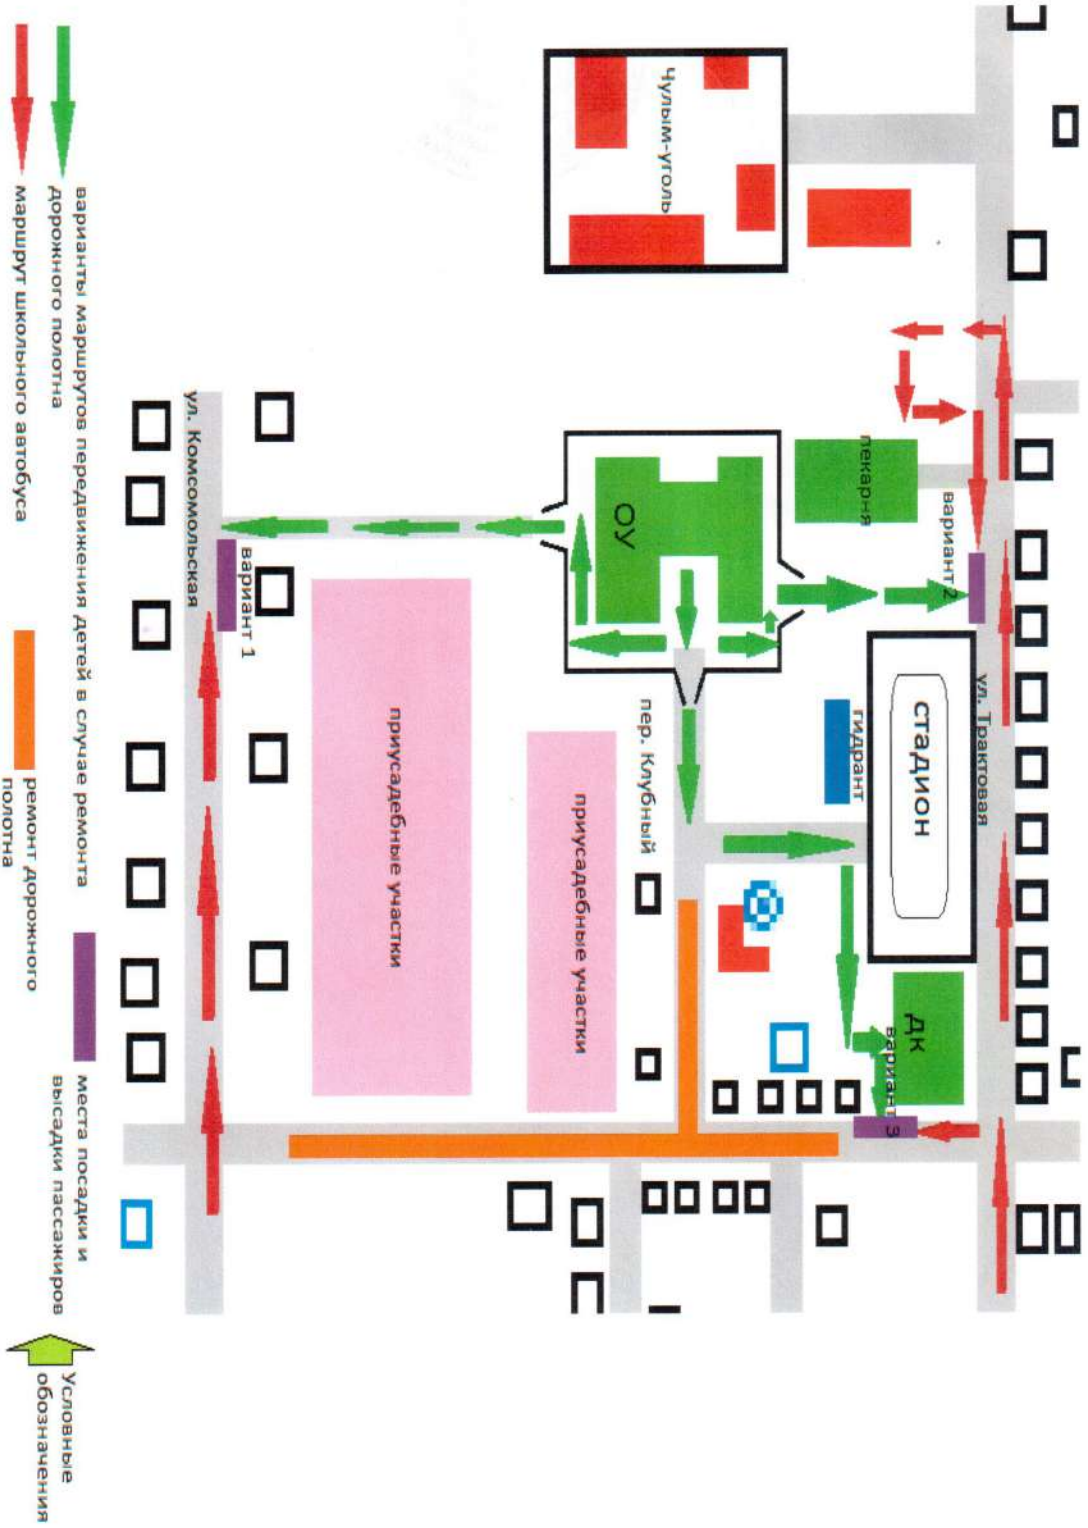 ул. Трактовая
вариант 2
вариант 3
СТАДИОН
ДК
пекарня
гидрант
Чулым-уголь
ОУ
пер. Клубный
приусадебные участки
приусадебные участки
вариант 1
ул. Комсомольская
варианты маршрутов передвижения детей в случае ремонта
дорожного полотна
маршрут школьного автобуса
ремонт дорожного
полотна
места посадки и
высадки пассажиров
Условные
обозначения